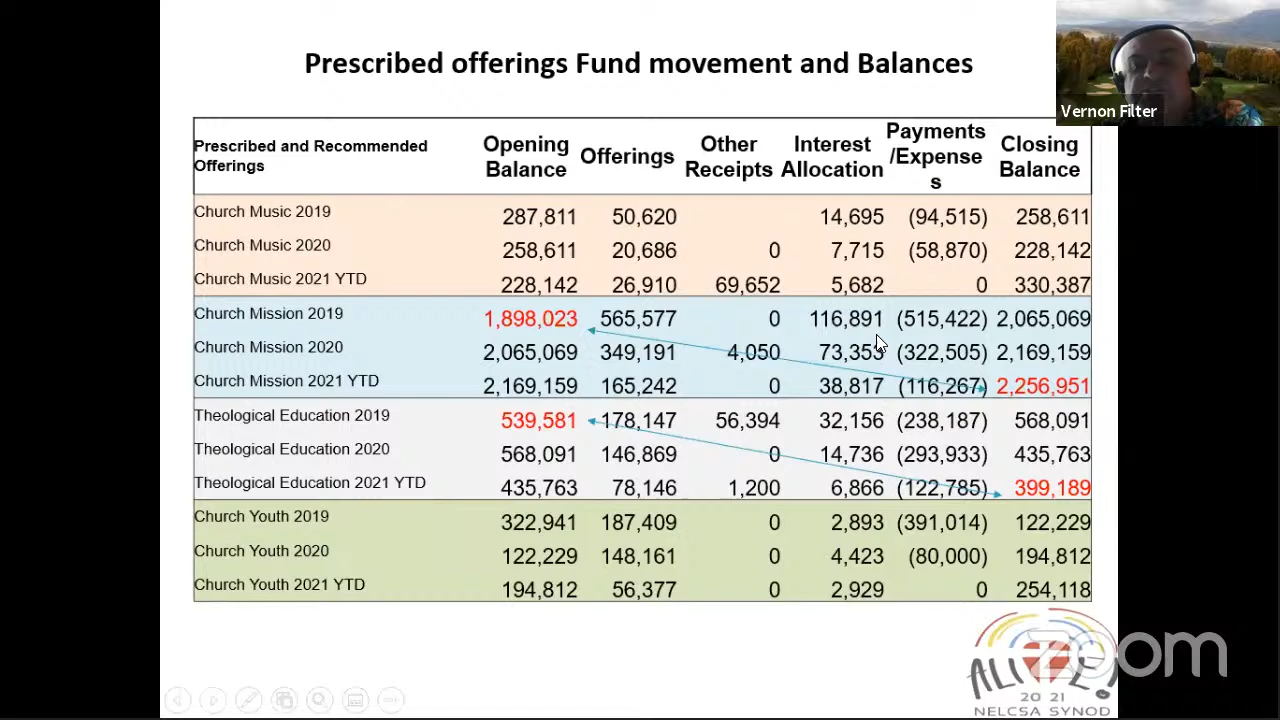 Prescribed offerings Fund movement and Balances
Vernon Filter
Prescribed and Recommended Offerings Opening Balance Offerings Other Receipts Interest Allocation Payments/Expenses Closing Balance
Church Music 2019 287,811 50,620 14,695 (94,515) 258,611
Church Music 2020 258,611 20,686 0 7,715 (58,870) 228,142
Church Music 2021 YTD 228,142 26,910 69,652 5,682 0 330,387
Church Mission 2019 1,898,023 565,577 0 116,891 (515,422) 2,065,069
Church Mission 2020 2,065,069 349,191 4,050 73,353 (322,505) 2,169,159
Church Mission 2021 YTD 2,169,159 165,242 0 38,817 (116,267) 2,256,951
Theological Education 2019 539,581 178,147 56,394 32,156 (238,187) 568,091
Theological Education 2020 568,091 146,869 0 14,736 (293,933) 435,763
Theological Education 2021 YTD 435,763 78,146 1,200 6,866 (122,785) 399,189
Church Youth 2019 322,941 187,409 0 2,893 (391,014) 122,229
Church Youth 2020 122,229 148,161 0 4,423 (80,000) 194,812
Church Youth 2021 YTD 194,812 56,377 0 2,929 0 254,118
zoom
ALIVE!
20 21
NELCSA SYNOD